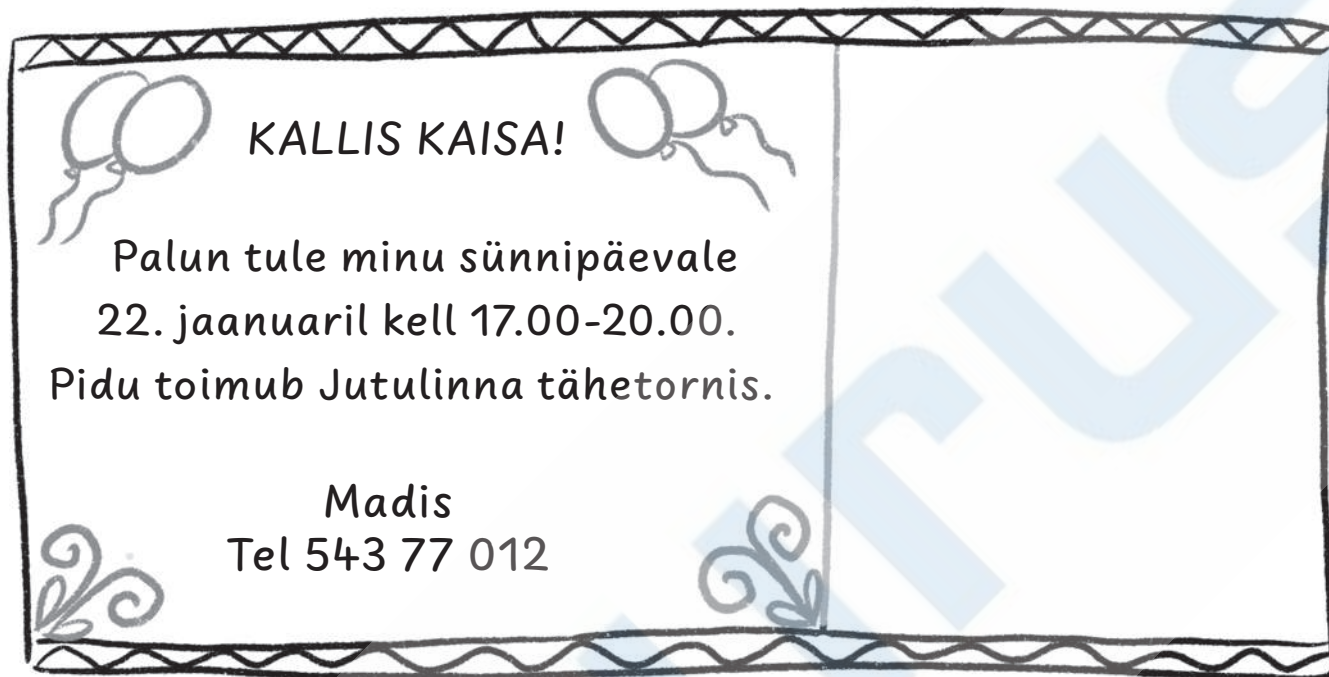 KALLIS KAISA!
Palun tule minu sünnipäevale
22. jaanuaril kell 17.00-20.00.
Pidu toimub Jutulinna tähetornis.
Madis
Tel 543 77 012